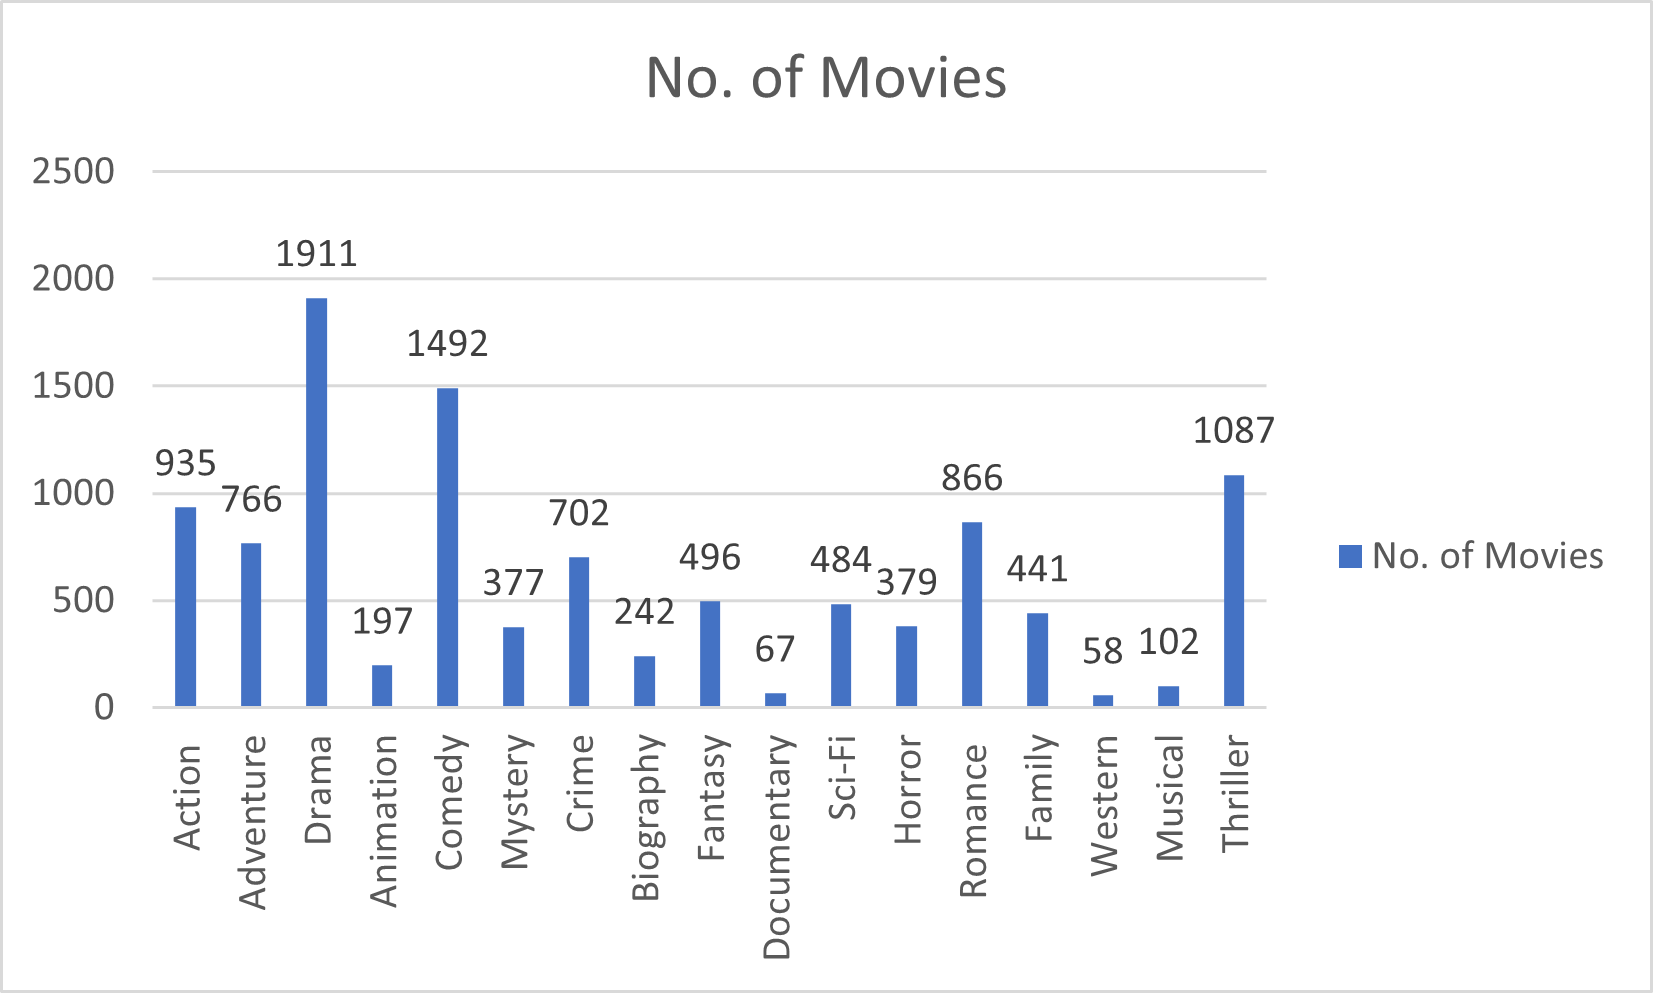 No. of Movies
2500
2000
1500
1000
500
0
935
766
1911
197
1492
377
702
242
496
67
484
379
866
441
58
102
1087
Action
Adventure
Drama
Animation
Comedy
Mystery
Crime
Biography
Fantasy
Documentary
Sci-Fi
Horror
Romance
Family
Western
Musical
Thriller
No. of Movies